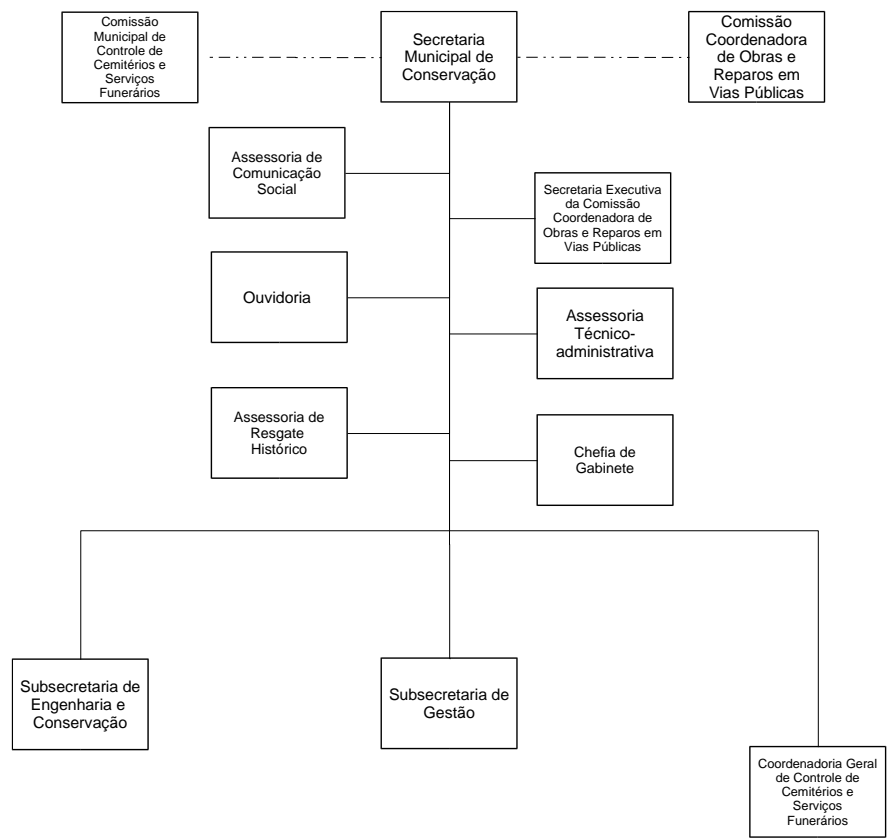 Comissão
Municipal de
Controle de
Cemitérios e
Serviços
Funerários
Secretaria
Municipal de
Conservação
Comissão
Coordenadora
de Obras e
Reparos em
Vias Públicas
Assessoria de
Comunicação
Social
Secretaria Executiva
da Comissão
Coordenadora de
Obras e Reparos em
Vias Públicas
Ouvidoria
Assessoria
Técnico-
administrativa
Assessoria de
Resgate
Histórico
Chefia de
Gabinete
Subsecretaria de
Engenharia e
Conservação
Subsecretaria de
Gestão
Coordenadoria Geral
de Controle de
Cemitérios e
Serviços
Funerários